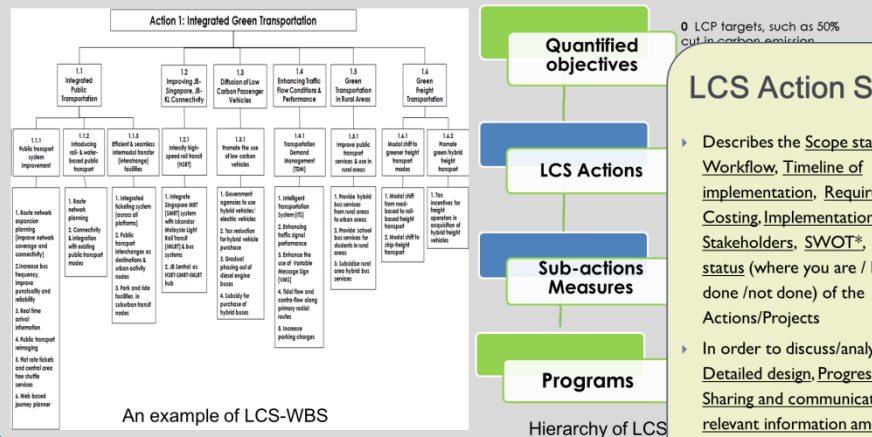 Action 1: Integrated Green Transportation
1.1
Integrated
Public
Transportation
1.2
Improving JB-
Singapore, JB-
KL Connectivity
1.3
Diffusion of Low
Carbon Passenger
Vehicles
1.4
Enhancing Traffic
Flow Conditions &
Performance
1.5
Green
Transportation
in Rural Areas
1.6
Green
Freight
Transportation
1.1.1
Public transport
system
improvement
1.1.2
Introducing
rail- & water-
based public
transport
1.1.3
Efficient & seamless
intermodal transfer
(interchange)
facilities
1.2.1
Intercity high-
speed rail transit
(HSRT)
1.3.1
Promote the use
of low carbon
vehicles
1.4.1
Transportation
Demand
Management
(TDM)
1.5.1
Improve public
transport
services & use in
rural areas
1.6.1
Modal shift to
greener freight
transport
modes
1.6.2
Promote
green hybrid
freight
transport
1. Route network
expansion
planning
(improve network
coverage and
connectivity)
2.Increase bus
frequency,
improve
punctuality and
reliability
3. Real time
arrival
information
4. Public transport
reimaging
5. Flat rate tickets
and central area
free shuttle
services
6. Web based
journey planner
1. Route
network
planning
2. Connectivity
& integration
with existing
public transport
modes
1. Integrated
ticketing system
(across all
platforms)
2. Public
transport
interchanges as
destinations &
urban activity
nodes
3. Park and ride
facilities in
suburban transit
nodes
1. Integrate
Singapore MRT
(SMRT) system
with Iskandar
Malaysia Light
Rail Transit
(IMLRT) & bus
systems
2. JB Sentral as
HSRT-SMRT-IMLRT
hub
1. Government
agencies to use
hybrid vehicles/
electric vehicles
2. Tax reduction
for hybrid vehicle
purchase
3. Gradual
phasing out of
diesel engine
buses
4. Subsidy for
purchase of
hybrid buses
1. Intelligent
Transportation
System(ITS)
2. Enhancing
traffic signal
performance
3. Enhance the
use of Variable
Message Sign
(VMS)
4. Tidal flow and
contra-flow along
primary radial
routes
5. Increase
parking charges
1. Provide hybrid
bus services
from rural areas
to urban areas
2. Provide school
bus services for
students in rural
areas
3. Subsidise rural
area hybrid bus
services
1. Modal shift
from road-
based to rail-
based freight
transport
2. Modal shift to
ship-freight
transport
1. Tax
incentives for
freight
operators in
acquisition of
hybrid freight
vehicles
An example of LCS-WBS
Quantified
objectives
LCS Actions
Sub-actions
Measures
Programs
Hierarchy of LCS
0 LCP targets, such as 50%
cut in carbon emission
LCS Action S
Describes the Scope sta
Workflow, Timeline of
implementation, Requir
Costing, Implementation
Stakeholders, SWOT*,
status (where you are /
done /not done) of the
Actions/Projects
In order to discuss/analy
Detailed design, Progres
Sharing and communicat
relevant information am